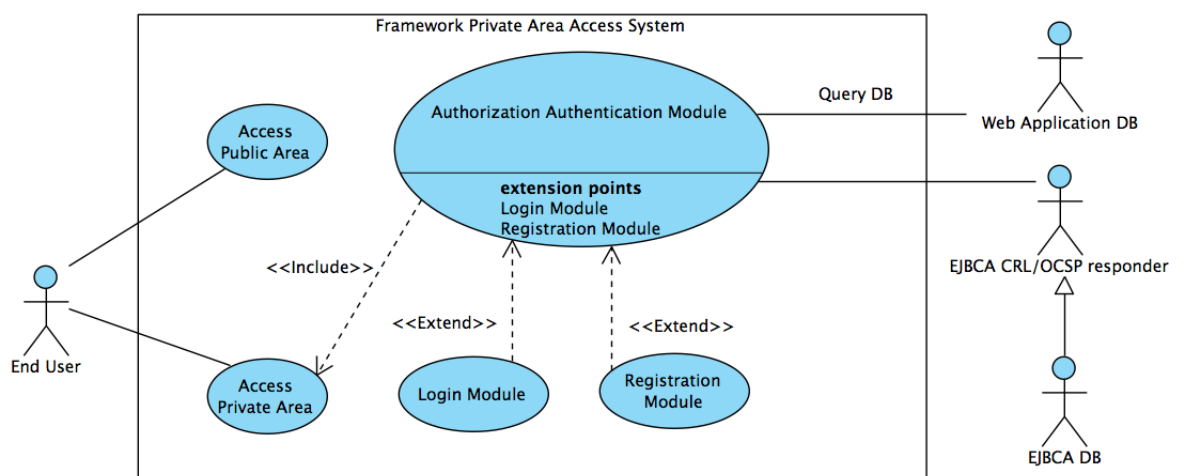 Framework Private Area Access System
Authorization Authentication Module
extension points
Login Module
Registration Module
Access
Public Area
Query DB
Web Application DB
EJBCA CRL/OCSP responder
<<Include>>
<<Extend>>
<<Extend>>
End User
Access
Private Area
Login Module
Registration
Module
EJBCA DB